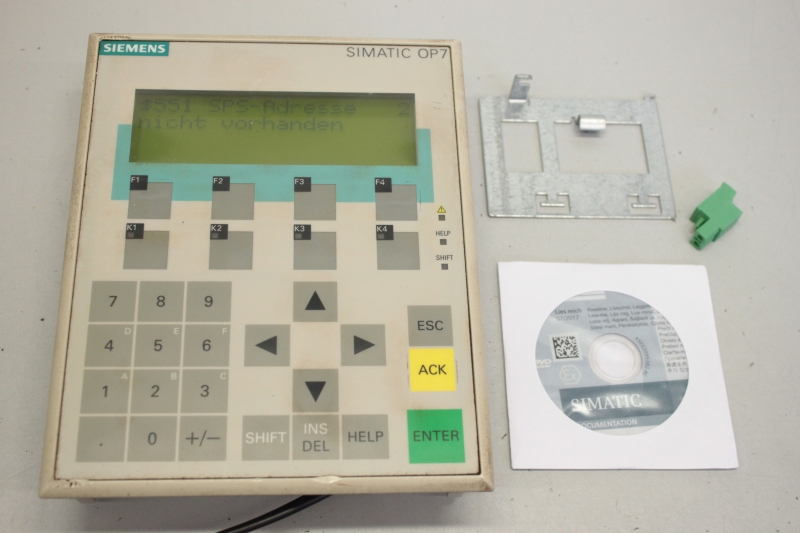 SIEMENS
SIMATIC OP7
$551 SPS-Adresse 2
nicht vorhanden
F1 F2 F3 F4
K1 K2 K3 K4
HELP
SHIFT
7 8 9
4 D 5 E 6 F
1 A 2 B 3 C
. 0 +/–
ESC
ACK
SHIFT
INS
DEL
HELP
ENTER
SIMATIC
DOCUMENTATION